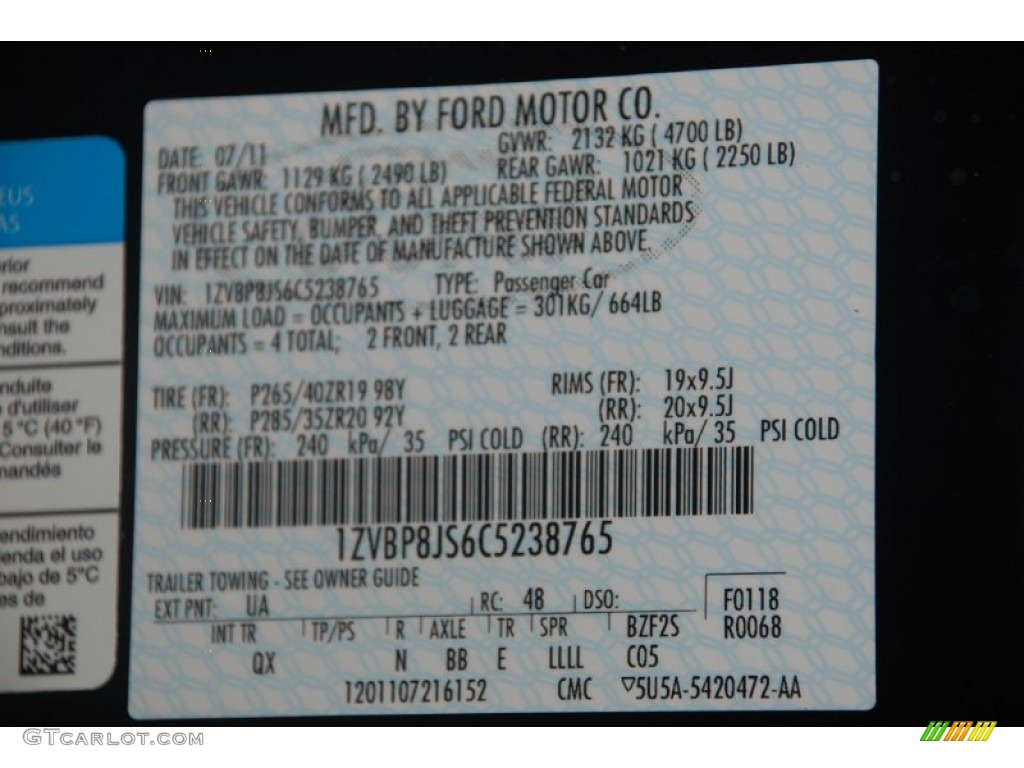 MFD. BY FORD MOTOR CO.
DATE: 07/11 GVWR: 2132 KG ( 4700 LB)
FRONT GAWR: 1129 KG ( 2490 LB) REAR GAWR: 1021 KG ( 2250 LB)
THIS VEHICLE CONFORMS TO ALL APPLICABLE FEDERAL MOTOR
VEHICLE SAFETY, BUMPER, AND THEFT PREVENTION STANDARDS
IN EFFECT ON THE DATE OF MANUFACTURE SHOWN ABOVE.
VIN: 1ZVBP8JS6C5238765 TYPE: Passenger Car
MAXIMUM LOAD = OCCUPANTS + LUGGAGE = 301KG/ 664LB
OCCUPANTS = 4 TOTAL; 2 FRONT, 2 REAR
TIRE (FR): P265/40ZR19 98Y RIMS (FR): 19x9.5J
(RR): P285/35ZR20 92Y (RR): 20x9.5J
PRESSURE (FR): 240 kPa/ 35 PSI COLD (RR): 240 kPa/ 35 PSI COLD
1ZVBP8JS6C5238765
TRAILER TOWING - SEE OWNER GUIDE
EXT PNT: UA RC: 48 DSO: F0118
INT TR TP/PS R AXLE TR SPR BZF2S R0068
QX N BB E LLLL C05
1201107216152 CMC ▽5U5A-5420472-AA
EUS
AS
rior
recommend
proximately
nsult the
nditions.
nduite
d'utiliser
5 °C (40 °F)
Consulter le
mandés
endimiento
enda el uso
bajo de 5°C
es de
GTcarlot.com